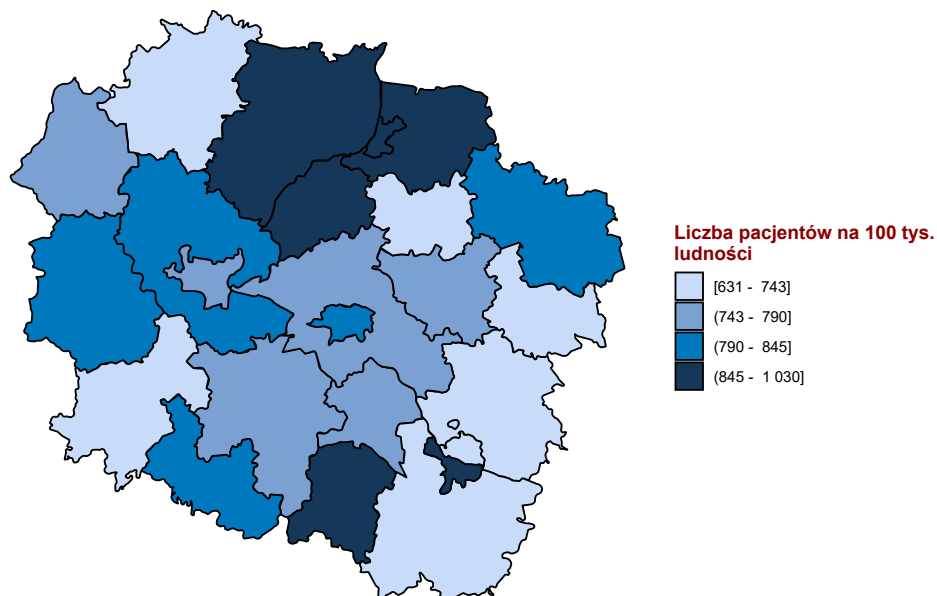 Liczba pacjentów na 100 tys.
ludności
[631 - 743]
(743 - 790]
(790 - 845]
(845 - 1 030]